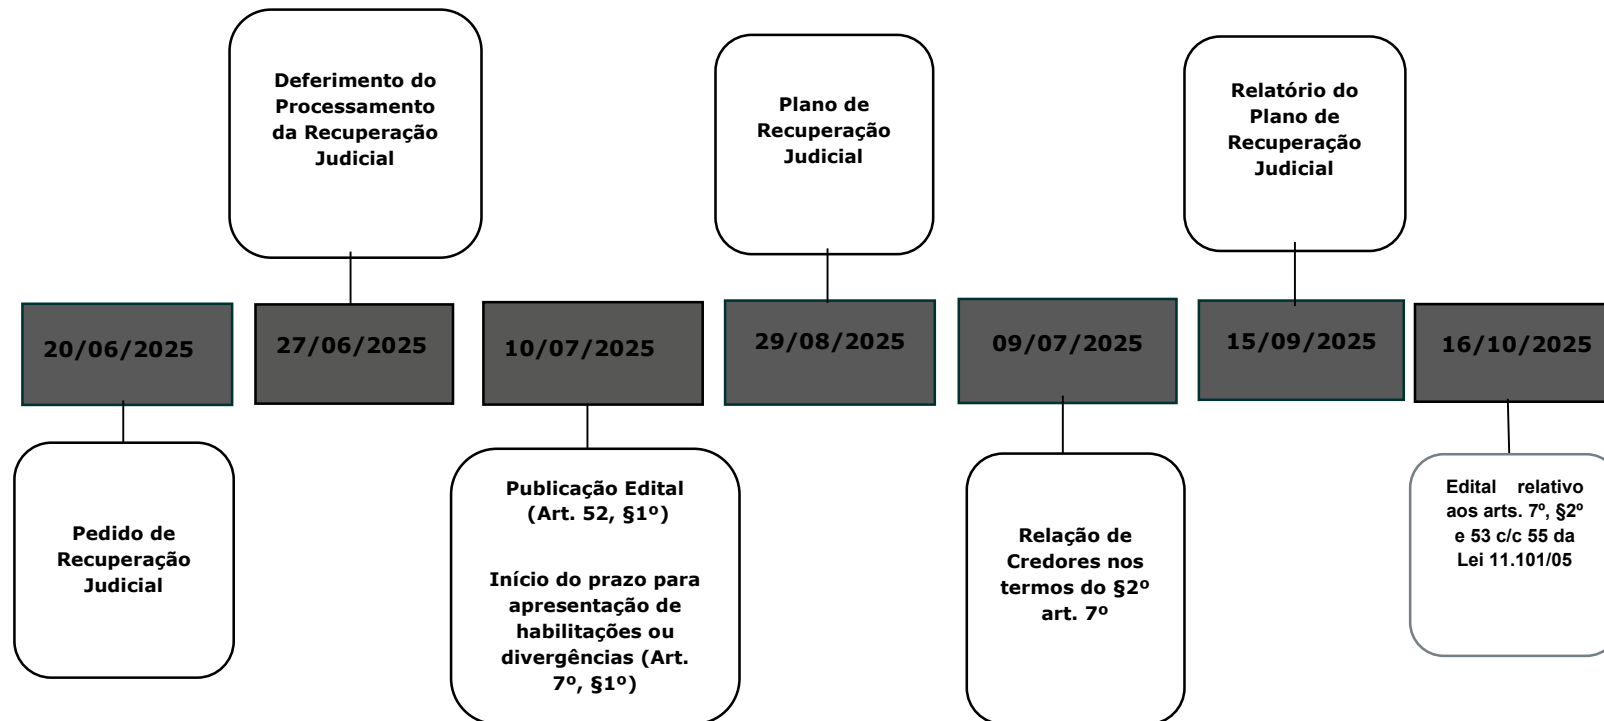 Deferimento do
Processamento
da Recuperação
Judicial
Plano de
Recuperação
Judicial
Relatório do
Plano de
Recuperação
Judicial
20/06/2025
27/06/2025
10/07/2025
29/08/2025
09/07/2025
15/09/2025
16/10/2025
Pedido de
Recuperação
Judicial
Publicação Edital
(Art. 52, §1º)
Início do prazo para
apresentação de
habilitações ou
divergências (Art.
7º, §1º)
Relação de
Credores nos
termos do §2º
art. 7º
Edital relativo
aos arts. 7º, §2º
e 53 c/c 55 da
Lei 11.101/05